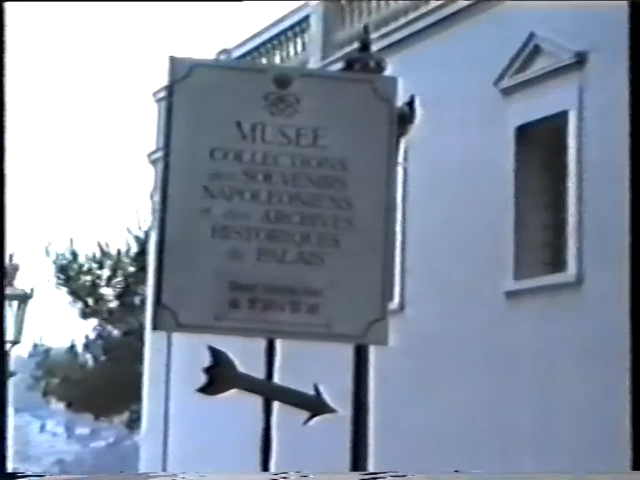 MUSEE
COLLECTIONS
des SOUVENIRS
NAPOLEONIENS
et des ARCHIVES
HISTORIQUES
du PALAIS